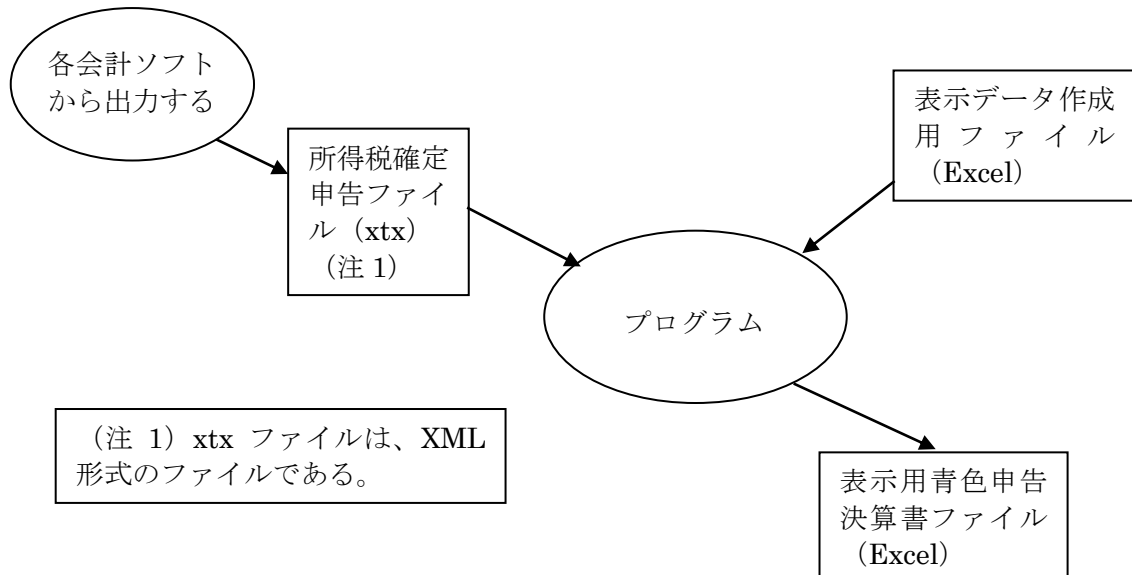 各会計ソフト
から出力する
所得税確定
申告ファイ
ル（xtx）
（注 1）
表示データ作成
用ファイル
（Excel）
プログラム
（注 1）xtx ファイルは、XML
形式のファイルである。
表示用青色申告
決算書ファイル
（Excel）